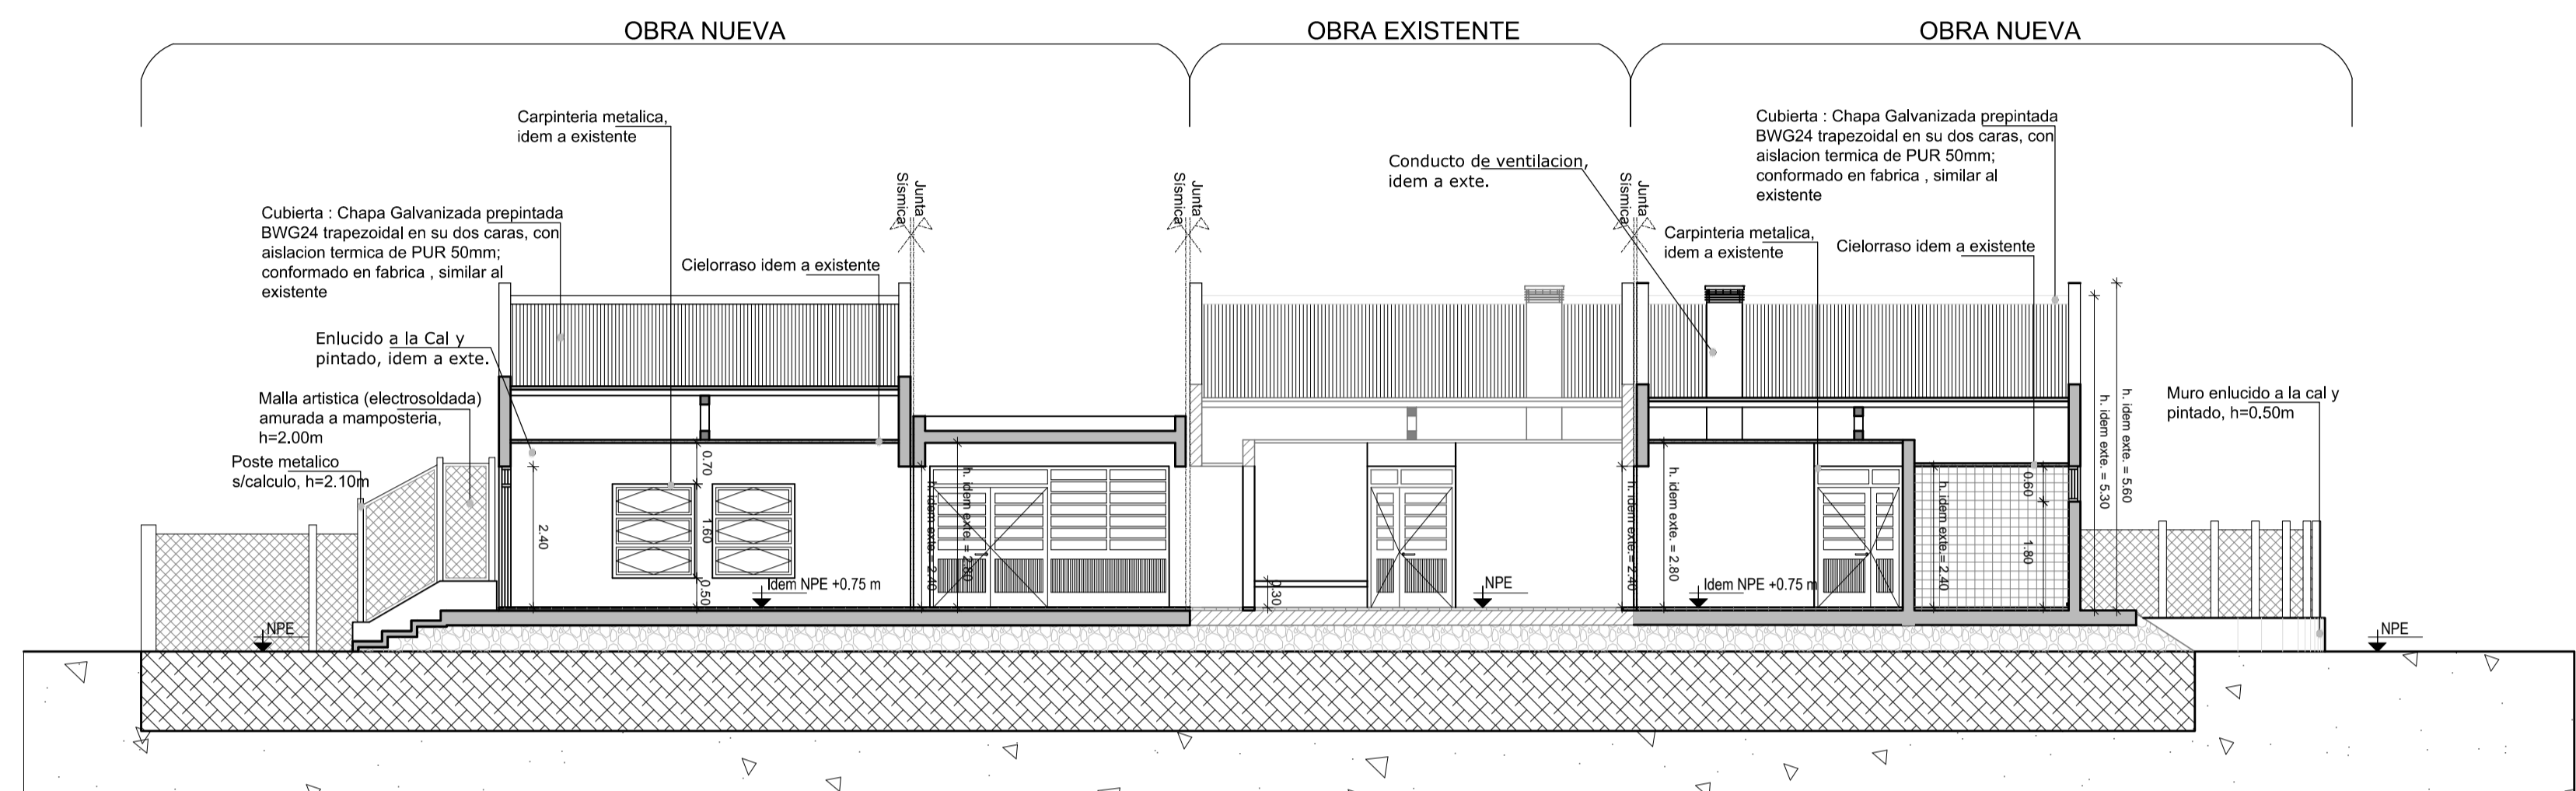 OBRA NUEVA
OBRA EXISTENTE
OBRA NUEVA
Carpinteria metalica,
idem a existente
Cubierta : Chapa Galvanizada prepintada
BWG24 trapezoidal en su dos caras, con
aislacion termica de PUR 50mm;
conformado en fabrica , similar al
existente
Cielorraso idem a existente
Enlucido a la Cal y
pintado, idem a exte.
Malla artistica (electrosoldada)
amurada a mamposteria,
h=2.00m
Poste metalico
s/calculo, h=2.10m
Junta
Sismica
Junta
Sismica
Conducto de ventilacion,
idem a exte.
Junta
Sismica
Cubierta : Chapa Galvanizada prepintada
BWG24 trapezoidal en su dos caras, con
aislacion termica de PUR 50mm;
conformado en fabrica , similar al
existente
Carpinteria metalica,
idem a existente
Cielorraso idem a existente
Muro enlucido a la cal y
pintado, h=0.50m
2.40
0.70
1.60
0.50
Idem NPE +0.75 m
h. idem exte. = 2.40
h. idem exte. = 2.80
0.30
NPE
h. idem exte. = 2.40
h. idem exte. = 2.80
Idem NPE +0.75 m
h. idem exte. = 2.40
0.60
1.80
h. idem exte. = 5.30
h. idem exte. = 5.60
NPE
NPE